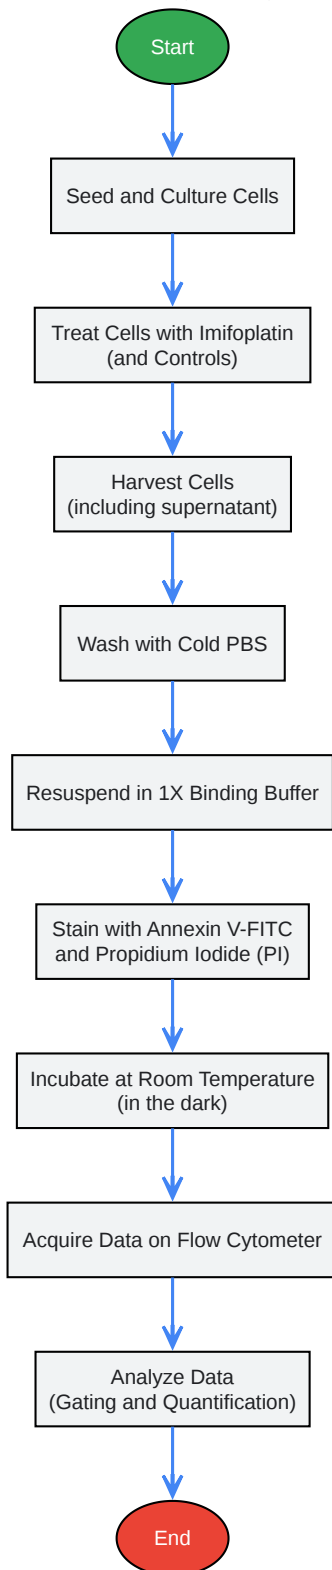 Start
Seed and Culture Cells
Treat Cells with Imifoplatin
(and Controls)
Harvest Cells
(including supernatant)
Wash with Cold PBS
Resuspend in 1X Binding Buffer
Stain with Annexin V-FITC
and Propidium Iodide (PI)
Incubate at Room Temperature
(in the dark)
Acquire Data on Flow Cytometer
Analyze Data
(Gating and Quantification)
End